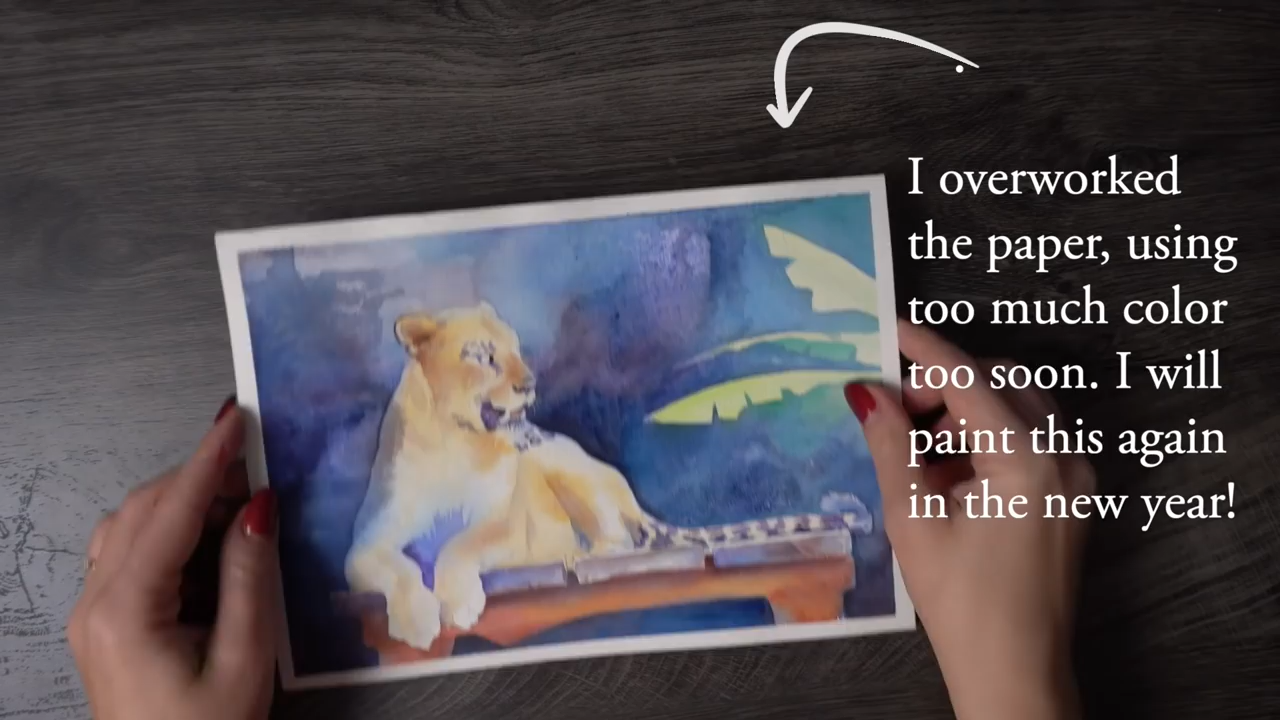 I overworked
the paper, using
too much color
too soon. I will
paint this again
in the new year!